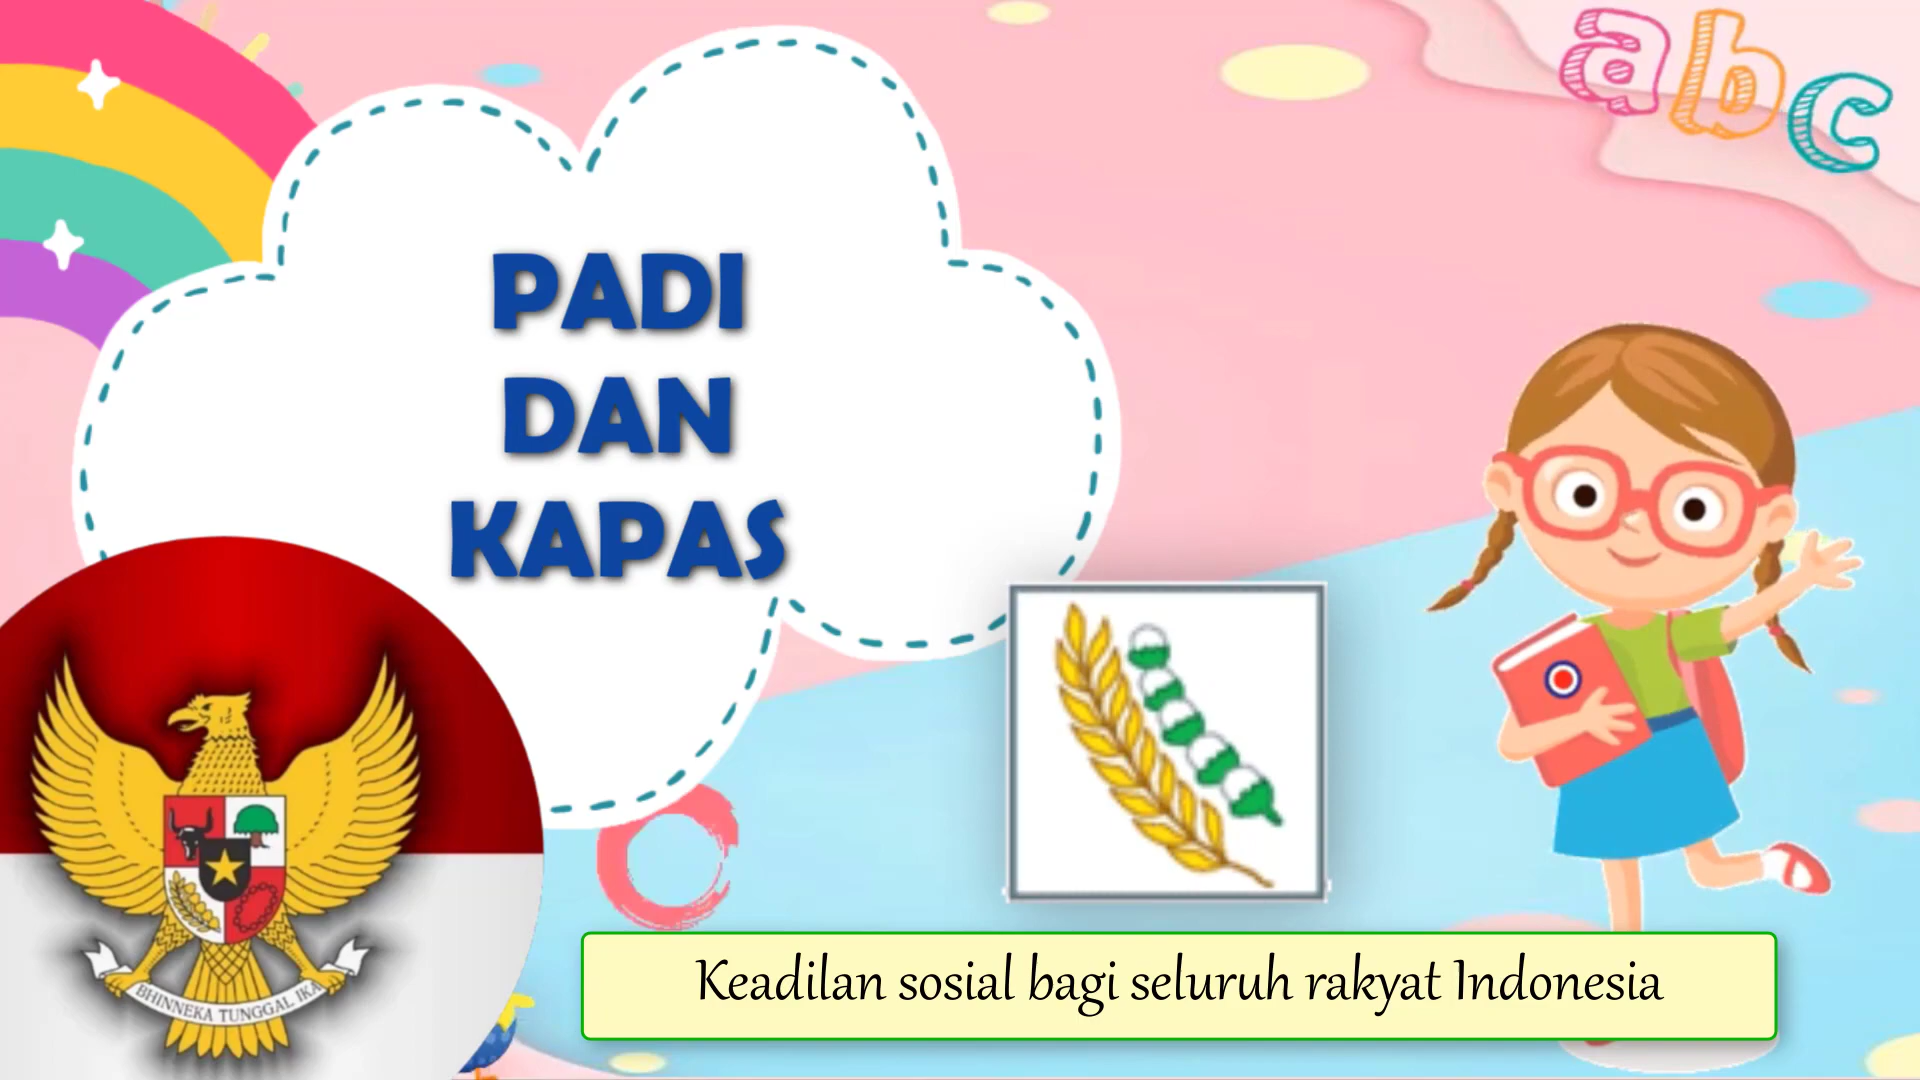 abc
PADI
DAN
KAPAS
BHINNEKA TUNGGAL IKA
Keadilan sosial bagi seluruh rakyat Indonesia